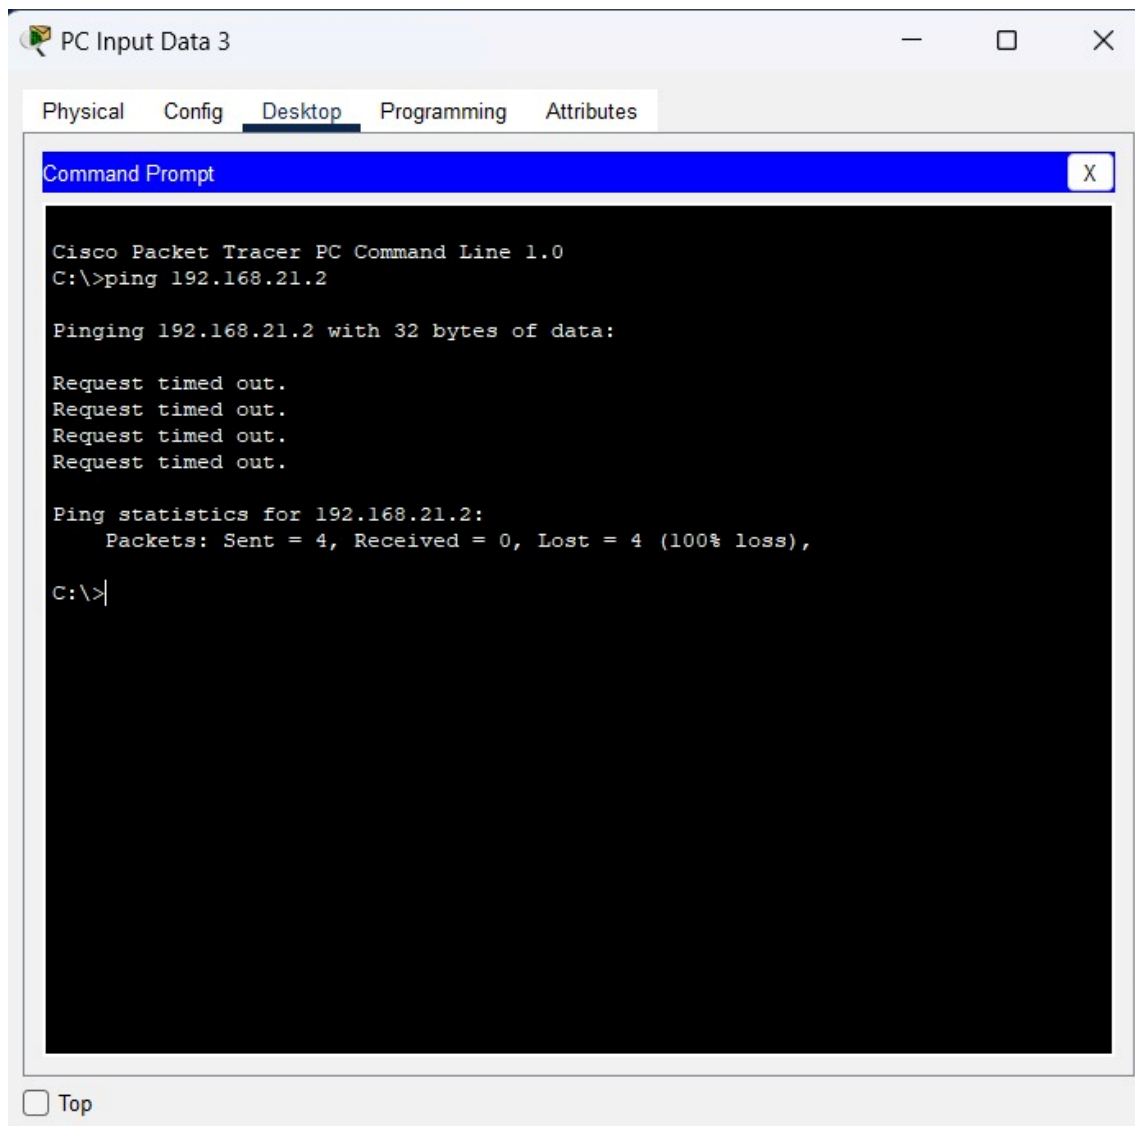 PC Input Data 3
Physical Config Desktop Programming Attributes
Command Prompt X
Cisco Packet Tracer PC Command Line 1.0
C:\>ping 192.168.21.2
Pinging 192.168.21.2 with 32 bytes of data:
Request timed out.
Request timed out.
Request timed out.
Request timed out.
Ping statistics for 192.168.21.2:
Packets: Sent = 4, Received = 0, Lost = 4 (100% loss),
C:\>
Top